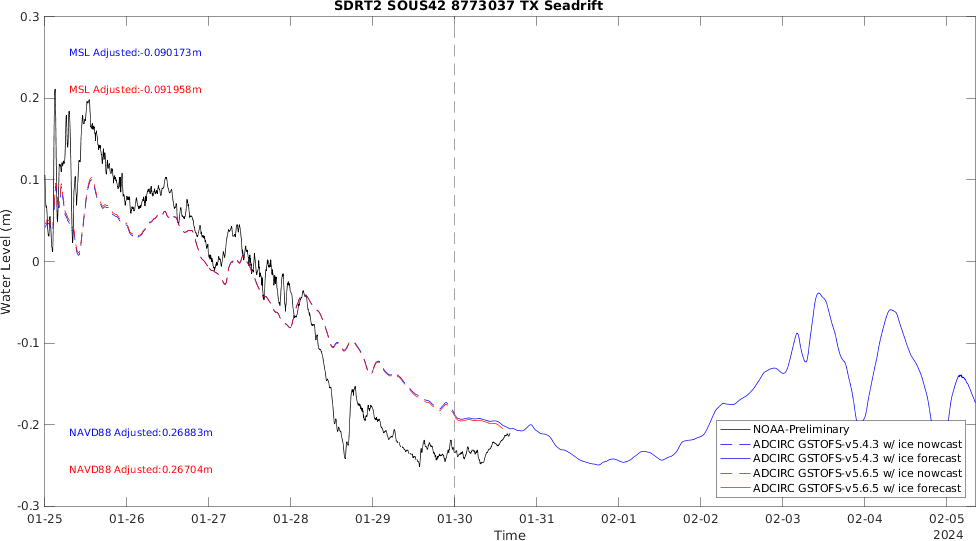 SDRT2 SOUS42 8773037 TX Seadrift
0.3
0.2
0.1
0
-0.1
-0.2
-0.3
Water Level (m)
MSL Adjusted:-0.090173m
MSL Adjusted:-0.091958m
NAVD88 Adjusted:0.26883m
NAVD88 Adjusted:0.26704m
NOAA-Preliminary
ADCIRC GSTOFS-v5.4.3 w/ ice nowcast
ADCIRC GSTOFS-v5.4.3 w/ ice forecast
ADCIRC GSTOFS-v5.6.5 w/ ice nowcast
ADCIRC GSTOFS-v5.6.5 w/ ice forecast
01-25 01-26 01-27 01-28 01-29 01-30 01-31 02-01 02-02 02-03 02-04 02-05
Time
2024